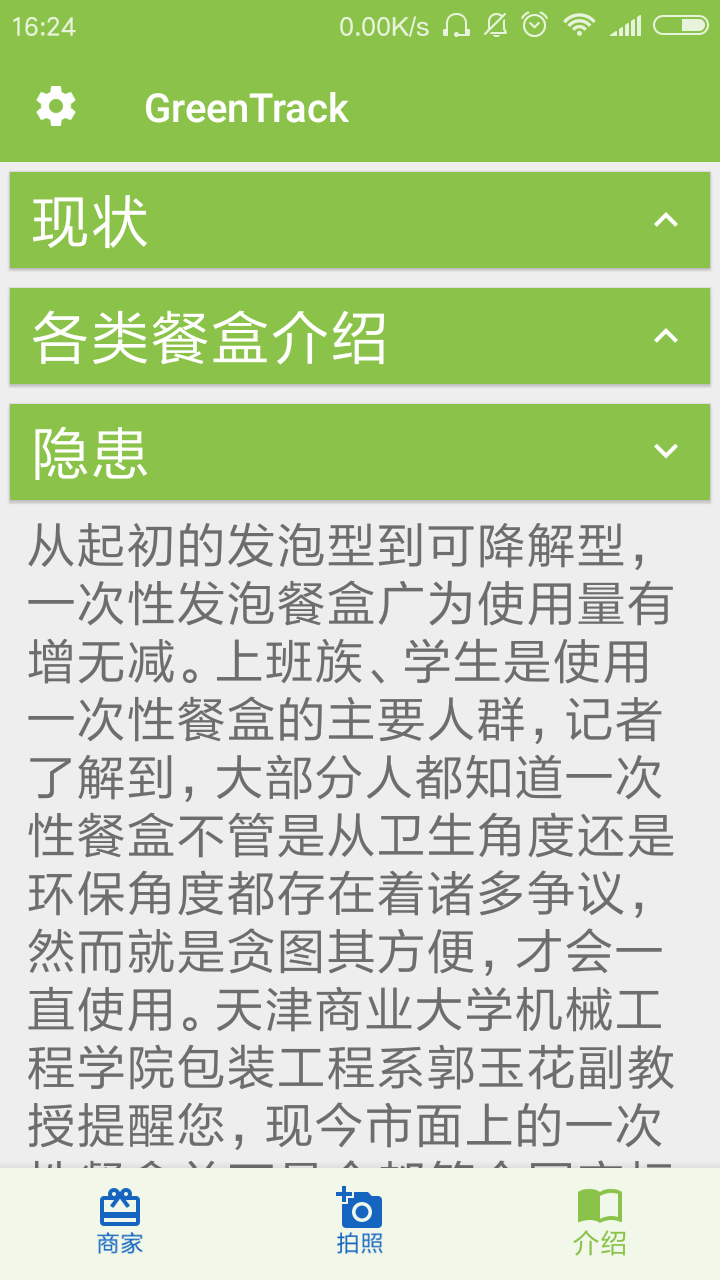 16:24
0.00K/s
GreenTrack
现状
各类餐盒介绍
隐患
从起初的发泡型到可降解型,
一次性发泡餐盒广为使用量有
增无减。上班族、学生是使用
一次性餐盒的主要人群, 记者
了解到, 大部分人都知道一次
性餐盒不管是从卫生角度还是
环保角度都存在着诸多争议,
然而就是贪图其方便, 才会一
直使用。天津商业大学机械工
程学院包装工程系郭玉花副教
授提醒您, 现今市面上的一次
商家
拍照
介绍